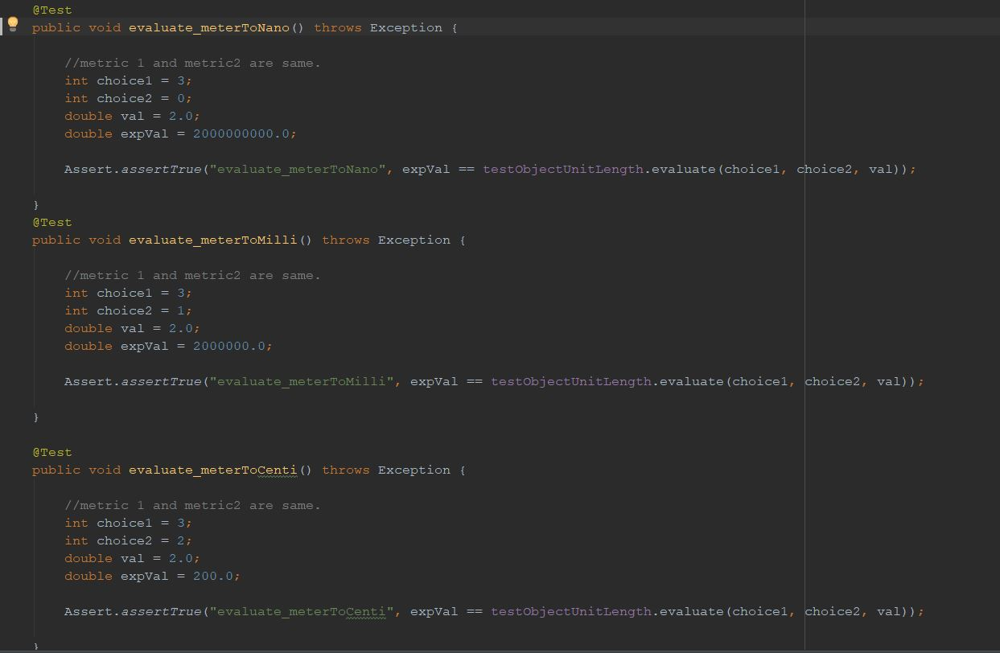 @Test
public void evaluate_meterToNano() throws Exception {
//metric 1 and metric2 are same.
int choice1 = 3;
int choice2 = 0;
double val = 2.0;
double expVal = 2000000000.0;
Assert.assertTrue("evaluate_meterToNano", expVal == testObjectUnitLength.evaluate(choice1, choice2, val));
}
@Test
public void evaluate_meterToMilli() throws Exception {
//metric 1 and metric2 are same.
int choice1 = 3;
int choice2 = 1;
double val = 2.0;
double expVal = 2000000.0;
Assert.assertTrue("evaluate_meterToMilli", expVal == testObjectUnitLength.evaluate(choice1, choice2, val));
}
@Test
public void evaluate_meterToCenti() throws Exception {
//metric 1 and metric2 are same.
int choice1 = 3;
int choice2 = 2;
double val = 2.0;
double expVal = 200.0;
Assert.assertTrue("evaluate_meterToCenti", expVal == testObjectUnitLength.evaluate(choice1, choice2, val));
}